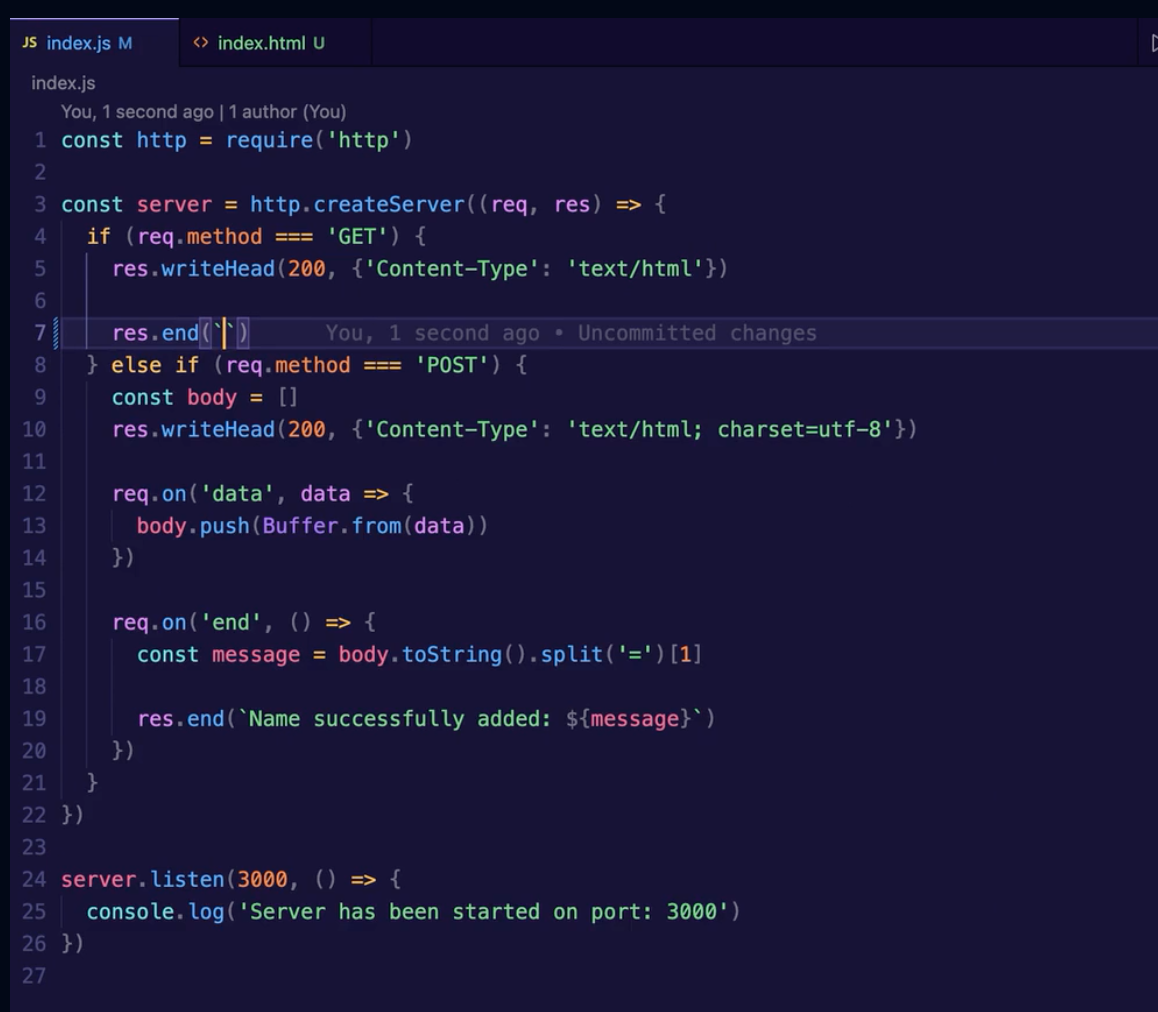 JS index.js M <> index.html U
index.js
You, 1 second ago | 1 author (You)
1 const http = require('http')
2
3 const server = http.createServer((req, res) => {
4 if (req.method === 'GET') {
5 res.writeHead(200, {'Content-Type': 'text/html'})
6
7 res.end(``) You, 1 second ago • Uncommitted changes
8 } else if (req.method === 'POST') {
9 const body = []
10 res.writeHead(200, {'Content-Type': 'text/html; charset=utf-8'})
11
12 req.on('data', data => {
13 body.push(Buffer.from(data))
14 })
15
16 req.on('end', () => {
17 const message = body.toString().split('=')[1]
18
19 res.end(`Name successfully added: ${message}`)
20 })
21 }
22 })
23
24 server.listen(3000, () => {
25 console.log('Server has been started on port: 3000')
26 })
27